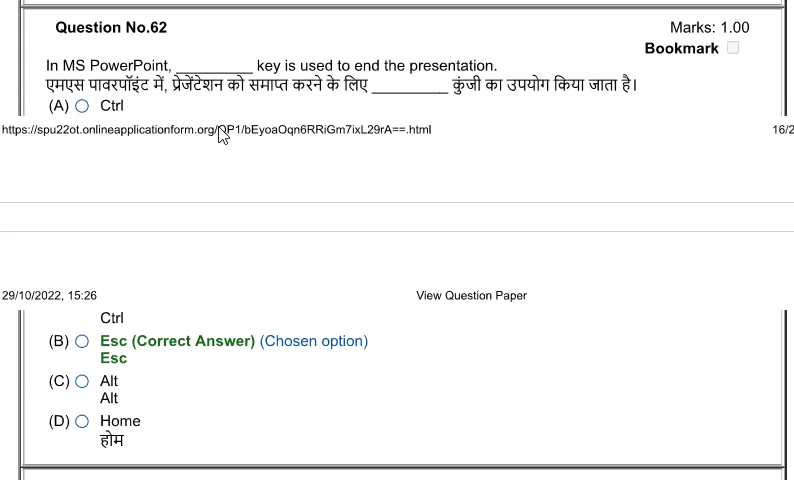 Question No.62 Marks: 1.00
Bookmark
In MS PowerPoint, _________ key is used to end the presentation.
एमएस पावरपॉइंट में, प्रेजेंटेशन को समाप्त करने के लिए _________ कुंजी का उपयोग किया जाता है।
(A) Ctrl
https://spu22ot.onlineapplicationform.org/QP1/bEyoaOqn6RRiGm7ixL29rA==.html 16/2
29/10/2022, 15:26 View Question Paper
Ctrl
(B) Esc (Correct Answer) (Chosen option)
Esc
(C) Alt
Alt
(D) Home
होम